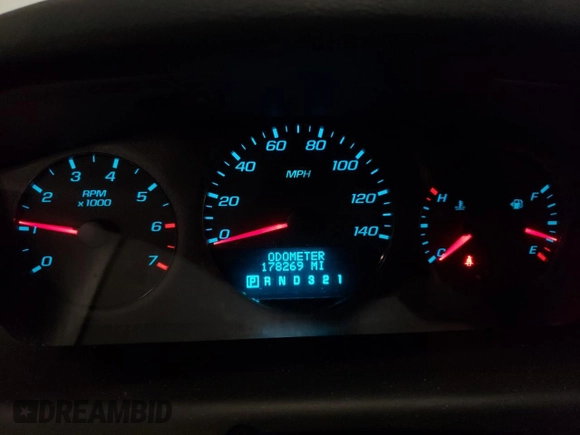 0 1 2 3 4 5 6 7
RPM
x1000
0 20 40 60 80 100 120 140
MPH
ODOMETER
178269 MI
P R N D 3 2 1
H
C
F
E
DREAMBID